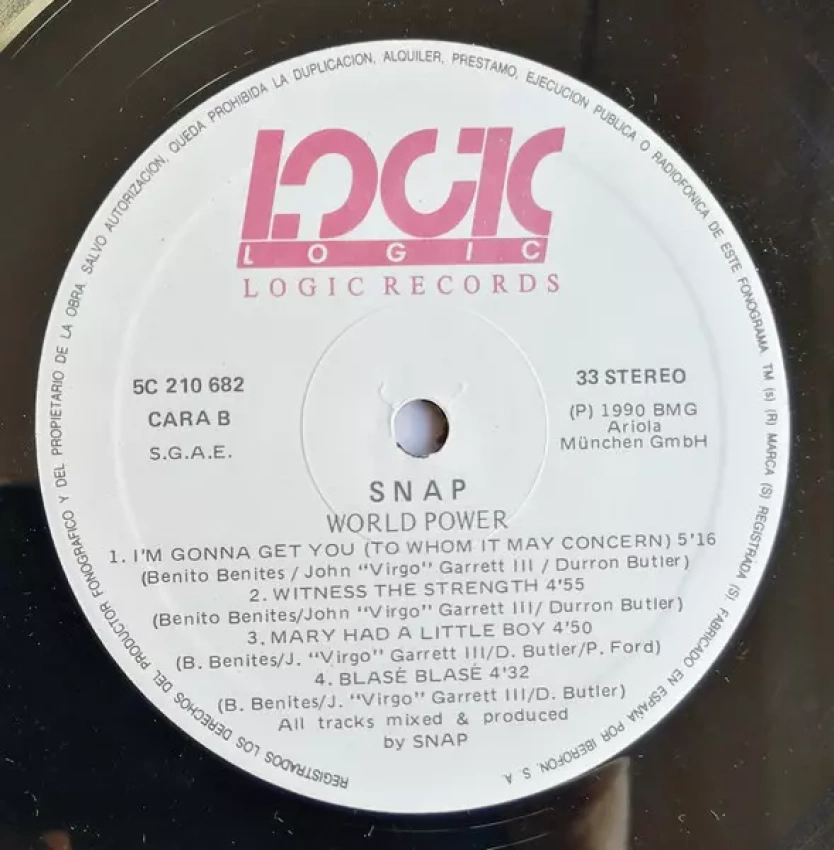 REGISTRADOS LOS DERECHOS DEL PRODUCTOR FONOGRAFICO Y DEL PROPIETARIO DE LA OBRA. SALVO AUTORIZACION, QUEDA PROHIBIDA LA DUPLICACION, ALQUILER, PRESTAMO, EJECUCION PUBLICA O RADIOFONICA DE ESTE FONOGRAMA TM (s) (R) MARCA (S) REGISTRADA (S). FABRICADO EN ESPAÑA POR IBEROFON, S. A.
LOGIC
LOGIC
LOGIC RECORDS
5C 210 682
CARA B
S.G.A.E.
33 STEREO
(P) 1990 BMG
Ariola
München GmbH
SNAP
WORLD POWER
1. I'M GONNA GET YOU (TO WHOM IT MAY CONCERN) 5'16
(Benito Benites / John "Virgo" Garrett III / Durron Butler)
2. WITNESS THE STRENGTH 4'55
(Benito Benites/John "Virgo" Garrett III/ Durron Butler)
3. MARY HAD A LITTLE BOY 4'50
(B. Benites/J. "Virgo" Garrett III/D. Butler/P. Ford)
4. BLASÉ BLASÉ 4'32
(B. Benites/J. "Virgo" Garrett III/D. Butler)
All tracks mixed & produced
by SNAP